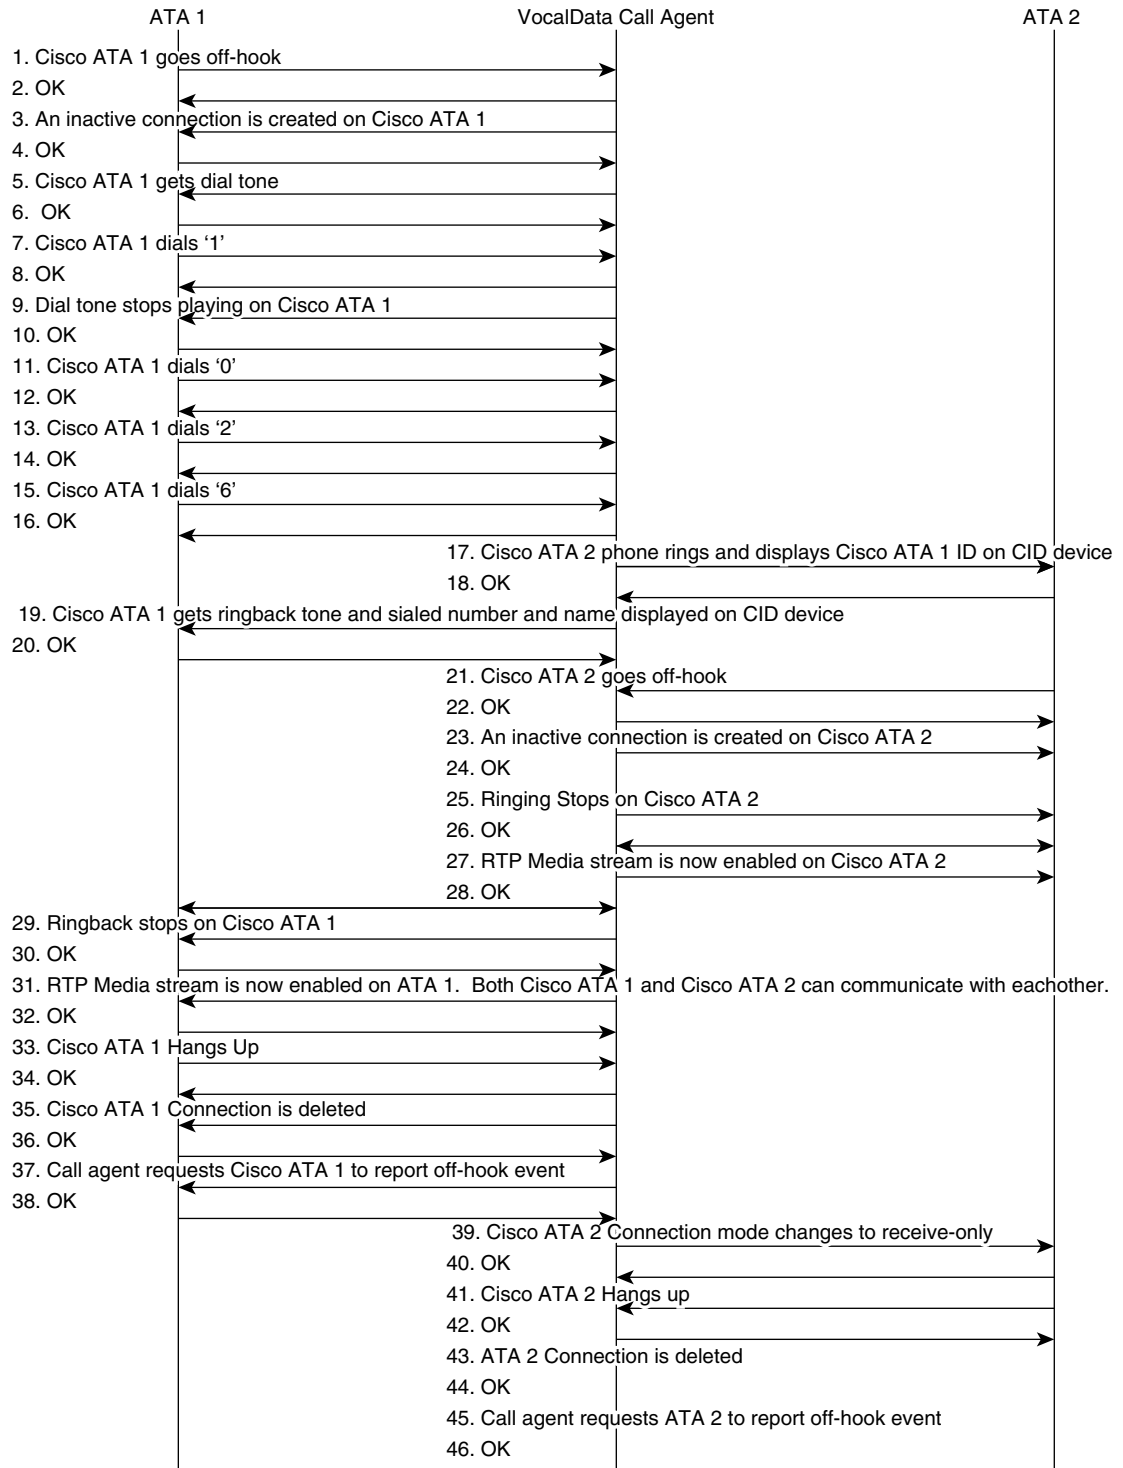 ATA 1 VocalData Call Agent ATA 2
1. Cisco ATA 1 goes off-hook
2. OK
3. An inactive connection is created on Cisco ATA 1
4. OK
5. Cisco ATA 1 gets dial tone
6. OK
7. Cisco ATA 1 dials ‘1’
8. OK
9. Dial tone stops playing on Cisco ATA 1
10. OK
11. Cisco ATA 1 dials ‘0’
12. OK
13. Cisco ATA 1 dials ‘2’
14. OK
15. Cisco ATA 1 dials ‘6’
16. OK
17. Cisco ATA 2 phone rings and displays Cisco ATA 1 ID on CID device
18. OK
19. Cisco ATA 1 gets ringback tone and sialed number and name displayed on CID device
20. OK
21. Cisco ATA 2 goes off-hook
22. OK
23. An inactive connection is created on Cisco ATA 2
24. OK
25. Ringing Stops on Cisco ATA 2
26. OK
27. RTP Media stream is now enabled on Cisco ATA 2
28. OK
29. Ringback stops on Cisco ATA 1
30. OK
31. RTP Media stream is now enabled on ATA 1. Both Cisco ATA 1 and Cisco ATA 2 can communicate with eachother.
32. OK
33. Cisco ATA 1 Hangs Up
34. OK
35. Cisco ATA 1 Connection is deleted
36. OK
37. Call agent requests Cisco ATA 1 to report off-hook event
38. OK
39. Cisco ATA 2 Connection mode changes to receive-only
40. OK
41. Cisco ATA 2 Hangs up
42. OK
43. ATA 2 Connection is deleted
44. OK
45. Call agent requests ATA 2 to report off-hook event
46. OK